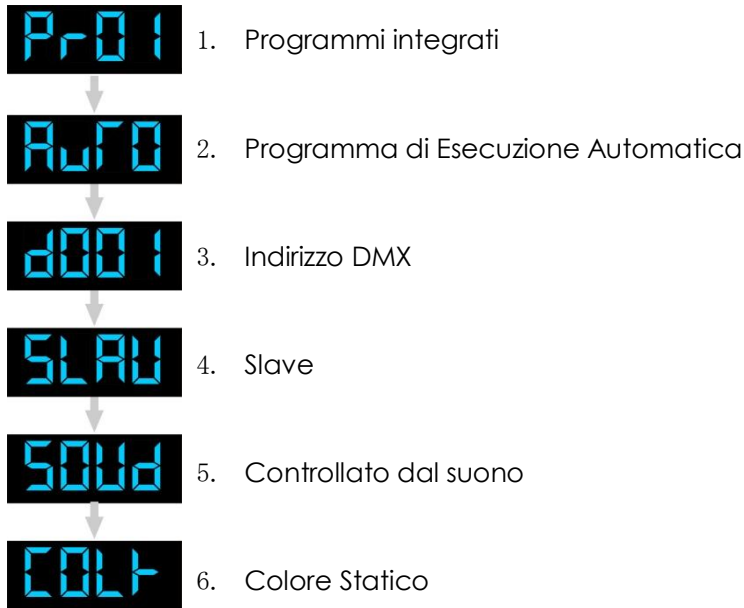 Pr01 1. Programmi integrati
AuTO 2. Programma di Esecuzione Automatica
d001 3. Indirizzo DMX
SLAU 4. Slave
SOUd 5. Controllato dal suono
COLr 6. Colore Statico